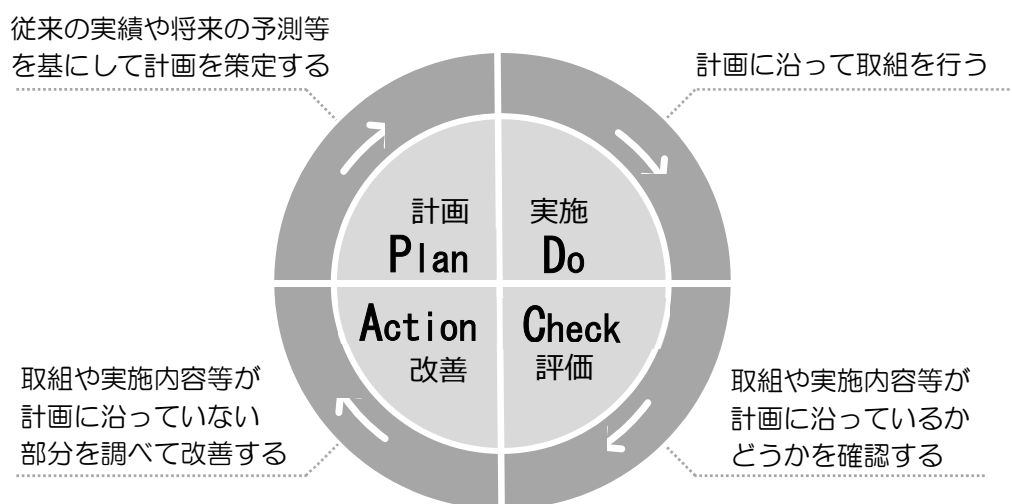 従来の実績や将来の予測等
を基にして計画を策定する
計画に沿って取組を行う
計画
Plan
実施
Do
Action
改善
Check
評価
取組や実施内容等が
計画に沿っていない
部分を調べて改善する
取組や実施内容等が
計画に沿っているか
どうかを確認する